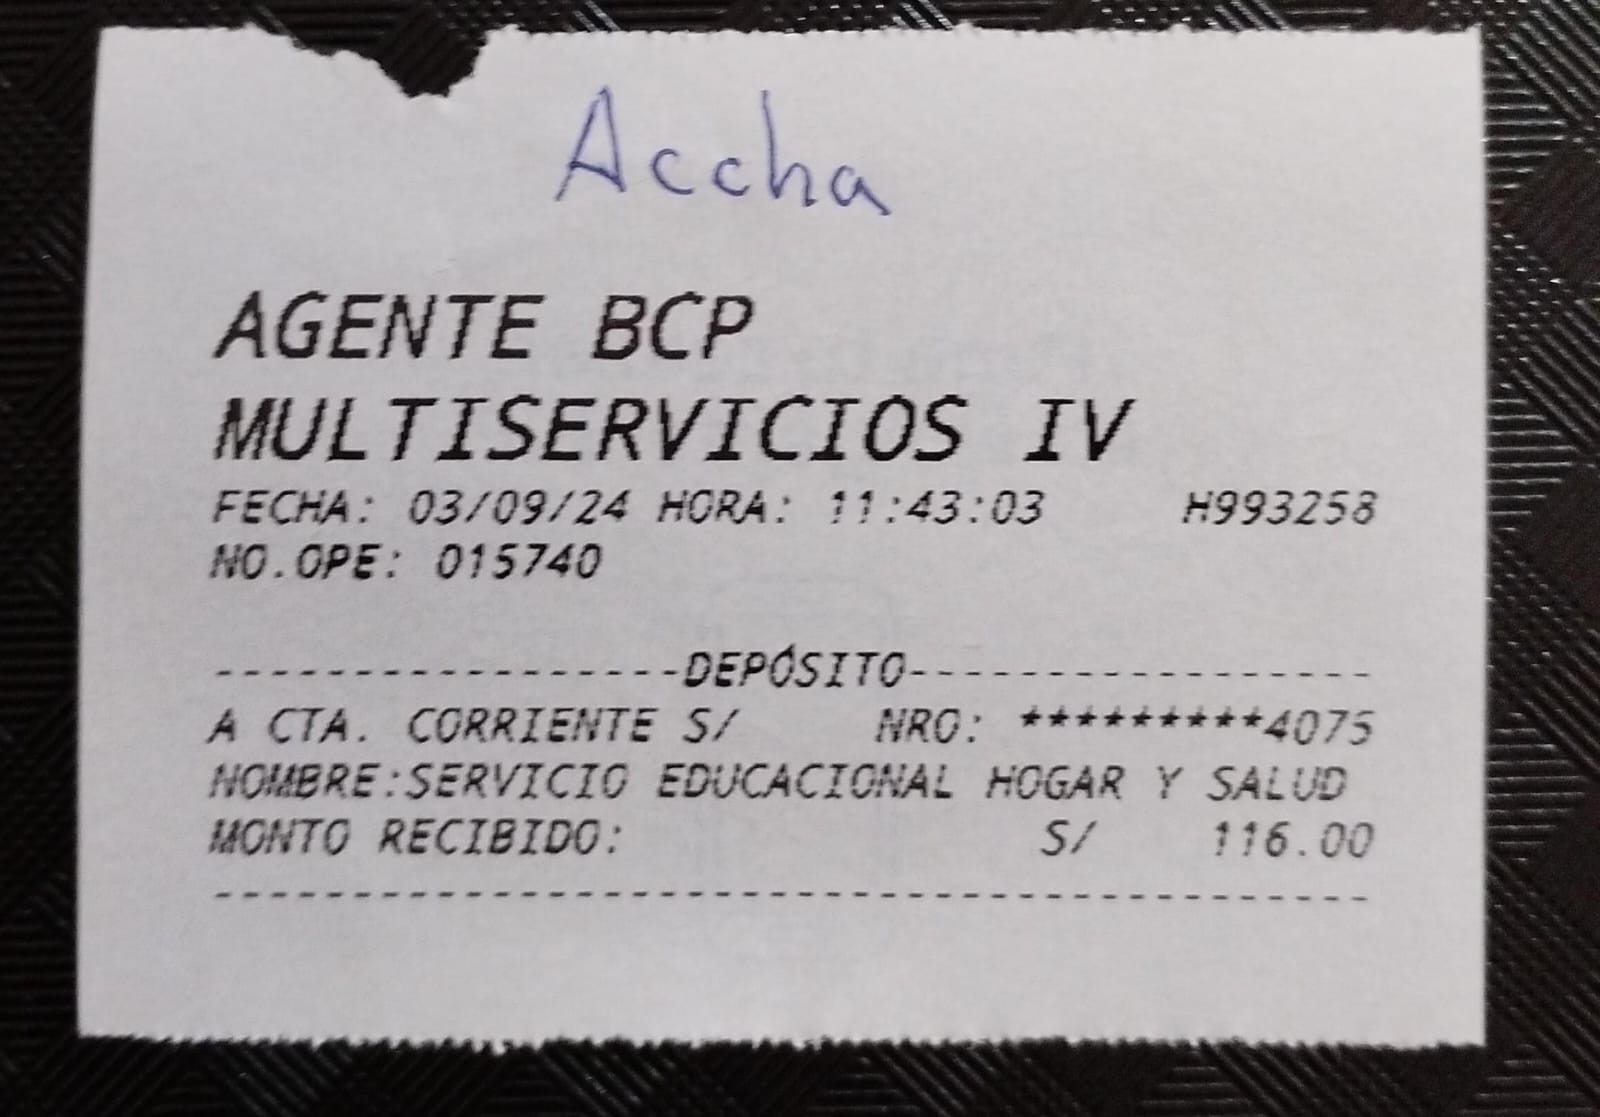 Accha
AGENTE BCP
MULTISERVICIOS IV
FECHA: 03/09/24 HORA: 11:43:03 H993258
NO.OPE: 015740
------------------DEPÓSITO------------------
A CTA. CORRIENTE S/ NRO: *********4075
NOMBRE:SERVICIO EDUCACIONAL HOGAR Y SALUD
MONTO RECIBIDO: S/ 116.00
------------------------------------------